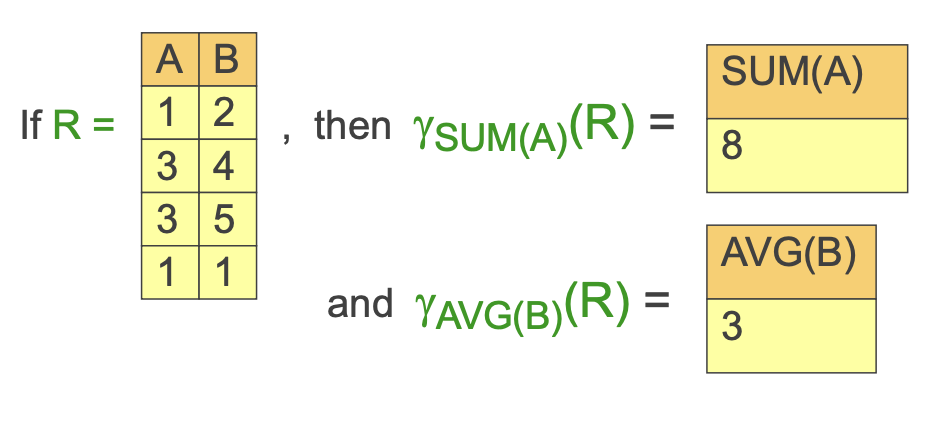 If R =
A B
1 2
3 4
3 5
1 1
, then γSUM(A)(R) =
SUM(A)
8
and γAVG(B)(R) =
AVG(B)
3